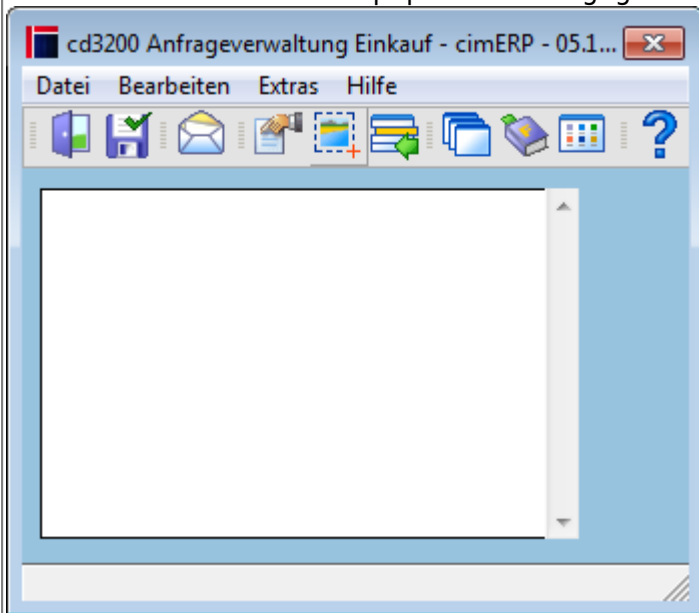 cd3200 Anfrageverwaltung Einkauf - cimERP - 05.1...
Datei Bearbeiten Extras Hilfe